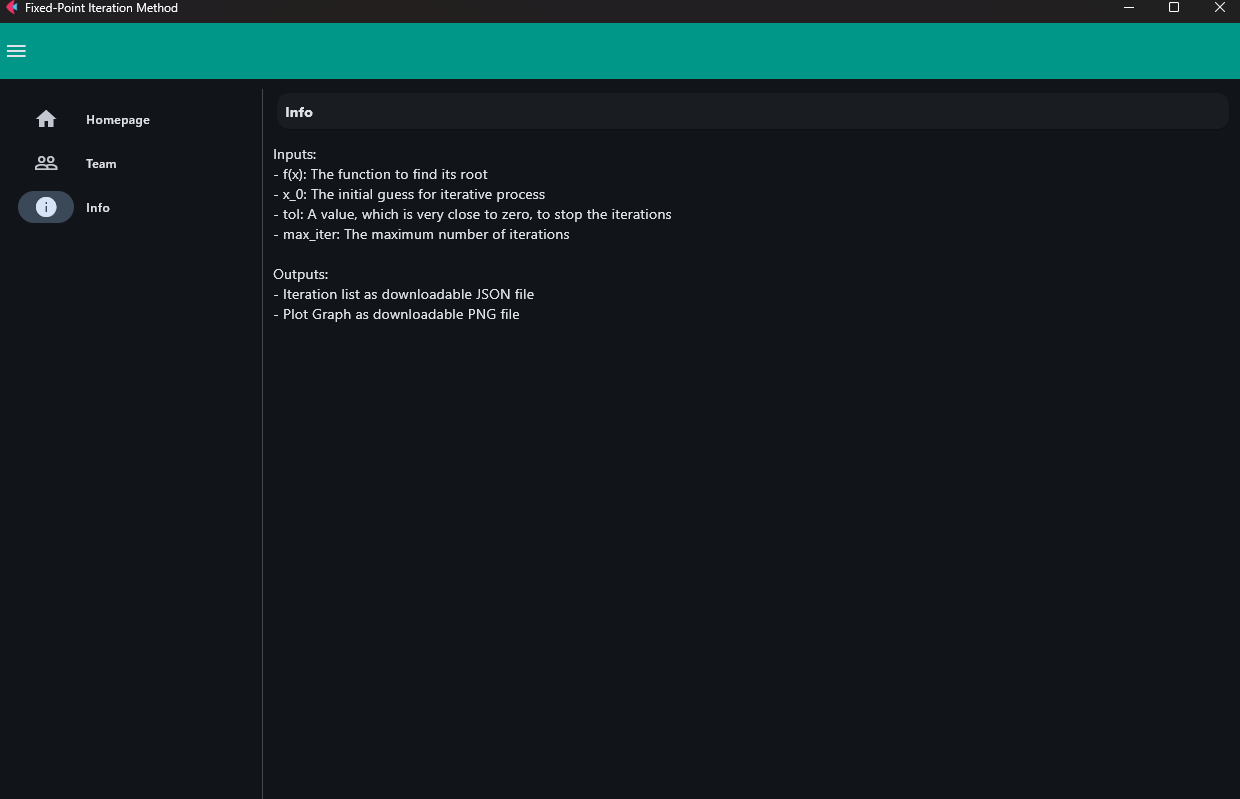 Fixed-Point Iteration Method
Homepage
Team
Info
Info
Inputs:
- f(x): The function to find its root
- x_0: The initial guess for iterative process
- tol: A value, which is very close to zero, to stop the iterations
- max_iter: The maximum number of iterations
Outputs:
- Iteration list as downloadable JSON file
- Plot Graph as downloadable PNG file